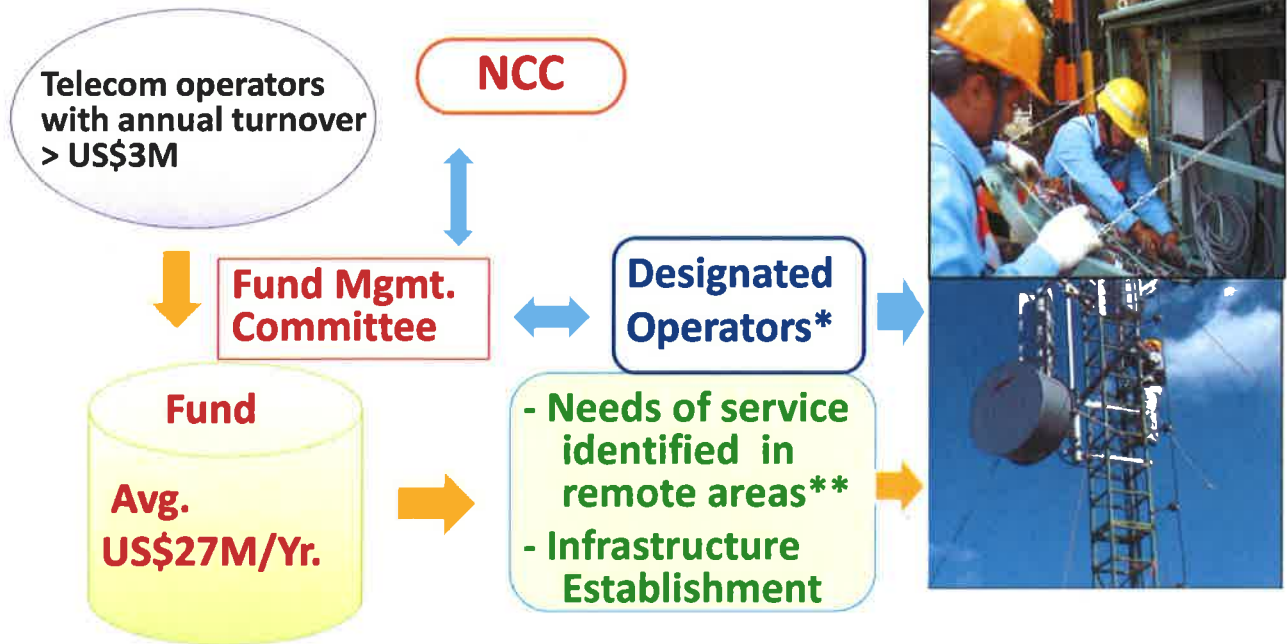 Telecom operators
with annual turnover
> US$3M
NCC
Fund Mgmt.
Committee
Designated
Operators*
Fund
Avg.
US$27M/Yr.
- Needs of service
identified in
remote areas**
- Infrastructure
Establishment